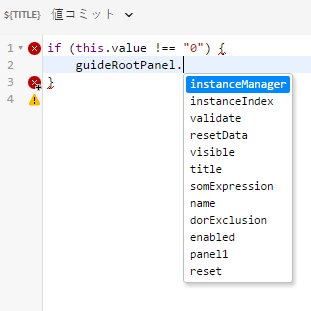 ${TITLE} 値コミット
1 if (this.value !== "0") {
2 guideRootPanel.
3 }
4
instanceManager
instanceIndex
validate
resetData
visible
title
somExpression
name
dorExclusion
enabled
panel1
reset